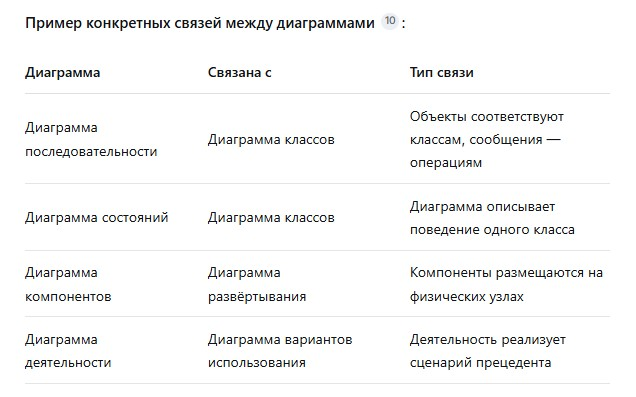 Пример конкретных связей между диаграммами 10 :
Диаграмма Связана с Тип связи
Диаграмма последовательности Диаграмма классов Объекты соответствуют классам, сообщения — операциям
Диаграмма состояний Диаграмма классов Диаграмма описывает поведение одного класса
Диаграмма компонентов Диаграмма развёртывания Компоненты размещаются на физических узлах
Диаграмма деятельности Диаграмма вариантов использования Деятельность реализует сценарий прецедента